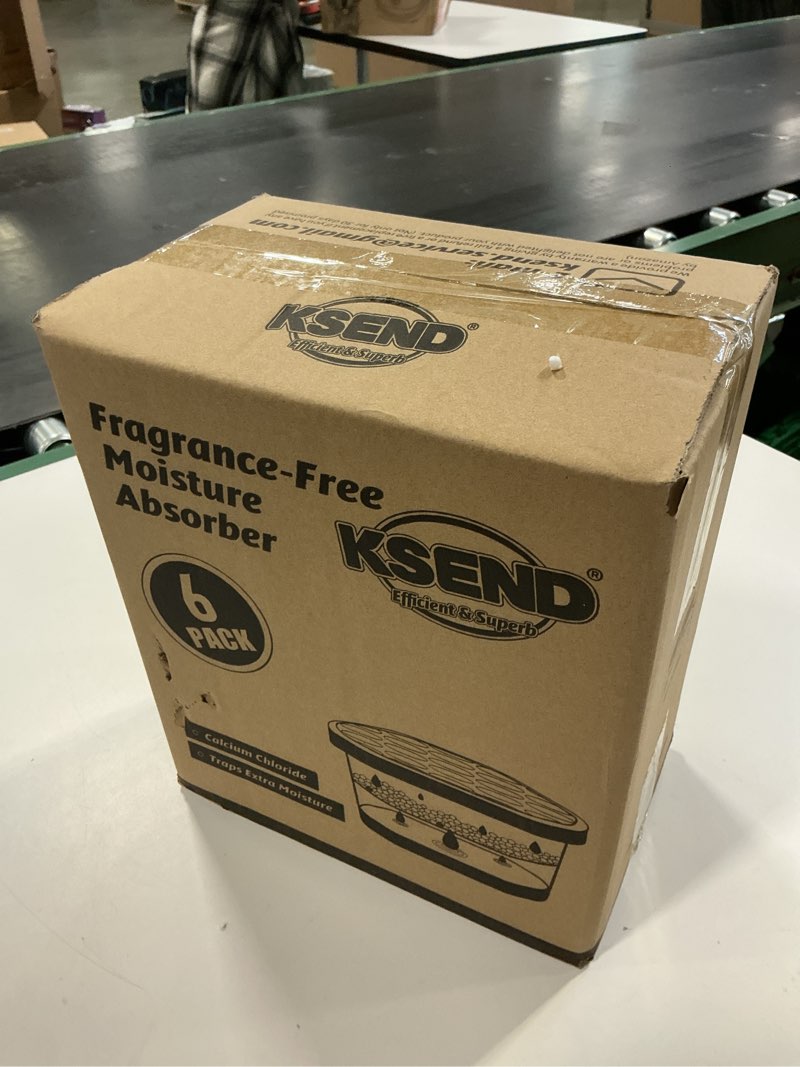 ksend.service@gmail.com
KSEND®
Efficient & Superb
Fragrance-Free
Moisture
Absorber
KSEND®
Efficient & Superb
6
PACK
Calcium Chloride
Traps Extra Moisture